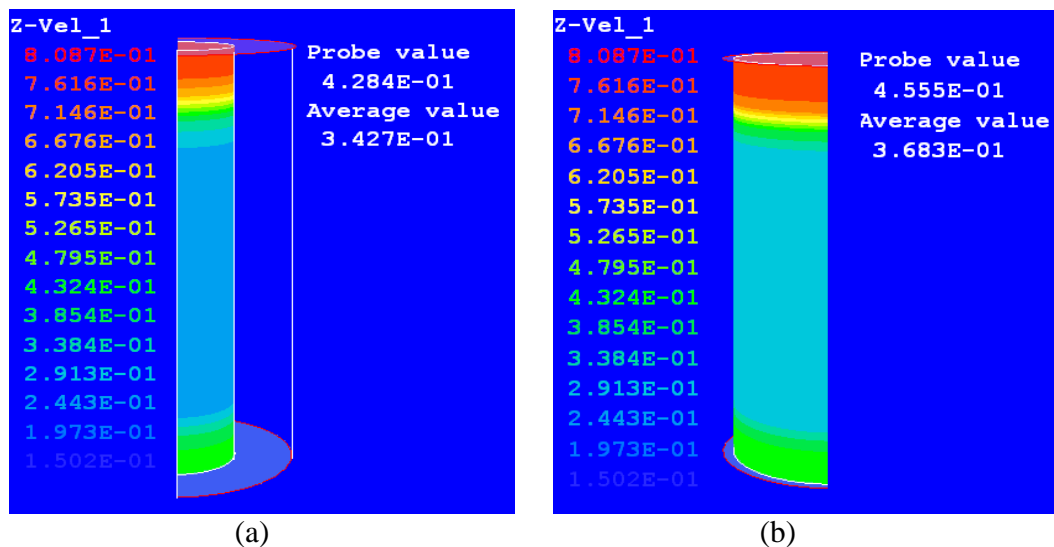 Z-Vel_1
8.087E-01
7.616E-01
7.146E-01
6.676E-01
6.205E-01
5.735E-01
5.265E-01
4.795E-01
4.324E-01
3.854E-01
3.384E-01
2.913E-01
2.443E-01
1.973E-01
1.502E-01
Probe value
4.284E-01
Average value
3.427E-01
(a)
Z-Vel_1
8.087E-01
7.616E-01
7.146E-01
6.676E-01
6.205E-01
5.735E-01
5.265E-01
4.795E-01
4.324E-01
3.854E-01
3.384E-01
2.913E-01
2.443E-01
1.973E-01
1.502E-01
Probe value
4.555E-01
Average value
3.683E-01
(b)